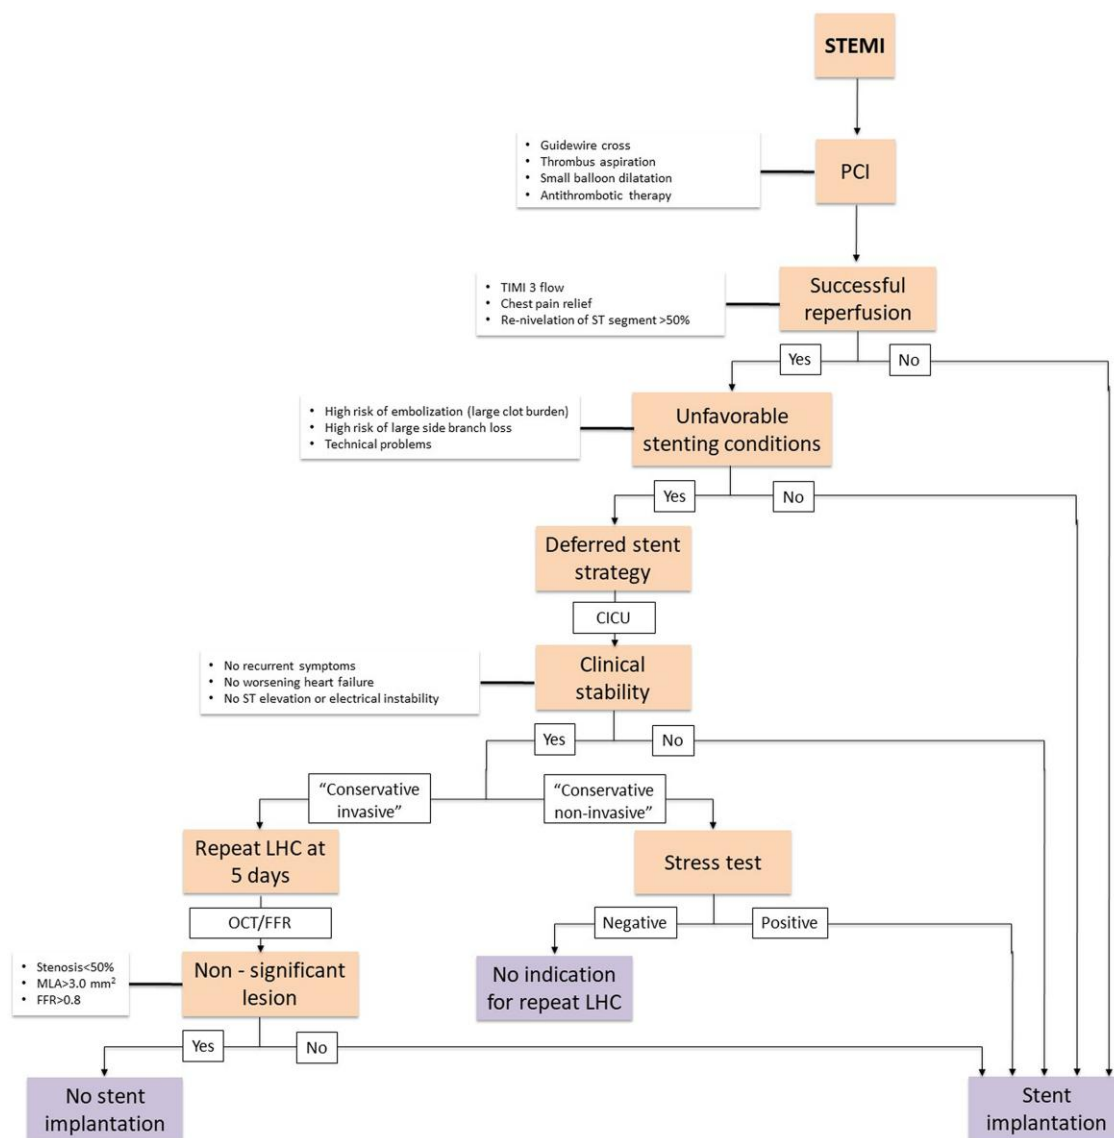 STEMI
• Guidewire cross
• Thrombus aspiration
• Small balloon dilatation
• Antithrombotic therapy
PCI
• TIMI 3 flow
• Chest pain relief
• Re-nivelation of ST segment >50%
Successful
reperfusion
Yes
No
• High risk of embolization (large clot burden)
• High risk of large side branch loss
• Technical problems
Unfavorable
stenting conditions
Yes
No
Deferred stent
strategy
CICU
• No recurrent symptoms
• No worsening heart failure
• No ST elevation or electrical instability
Clinical
stability
Yes
No
“Conservative
invasive”
“Conservative
non-invasive”
Repeat LHC at
5 days
Stress test
OCT/FFR
Negative
Positive
• Stenosis<50%
• MLA>3.0 mm²
• FFR>0.8
Non - significant
lesion
No indication
for repeat LHC
Yes
No
No stent
implantation
Stent
implantation